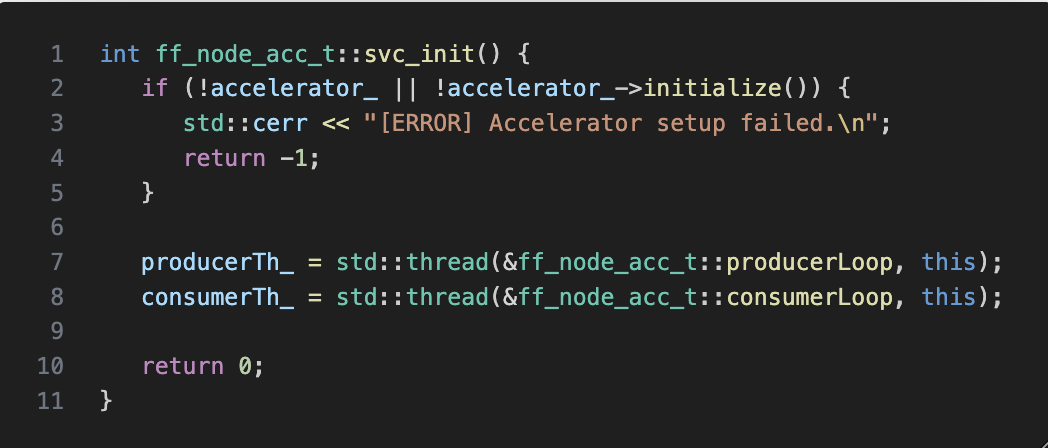 1 int ff_node_acc_t::svc_init() {
2    if (!accelerator_ || !accelerator_->initialize()) {
3       std::cerr << "[ERROR] Accelerator setup failed.\n";
4       return -1;
5    }
6
7    producerTh_ = std::thread(&ff_node_acc_t::producerLoop, this);
8    consumerTh_ = std::thread(&ff_node_acc_t::consumerLoop, this);
9
10    return 0;
11 }